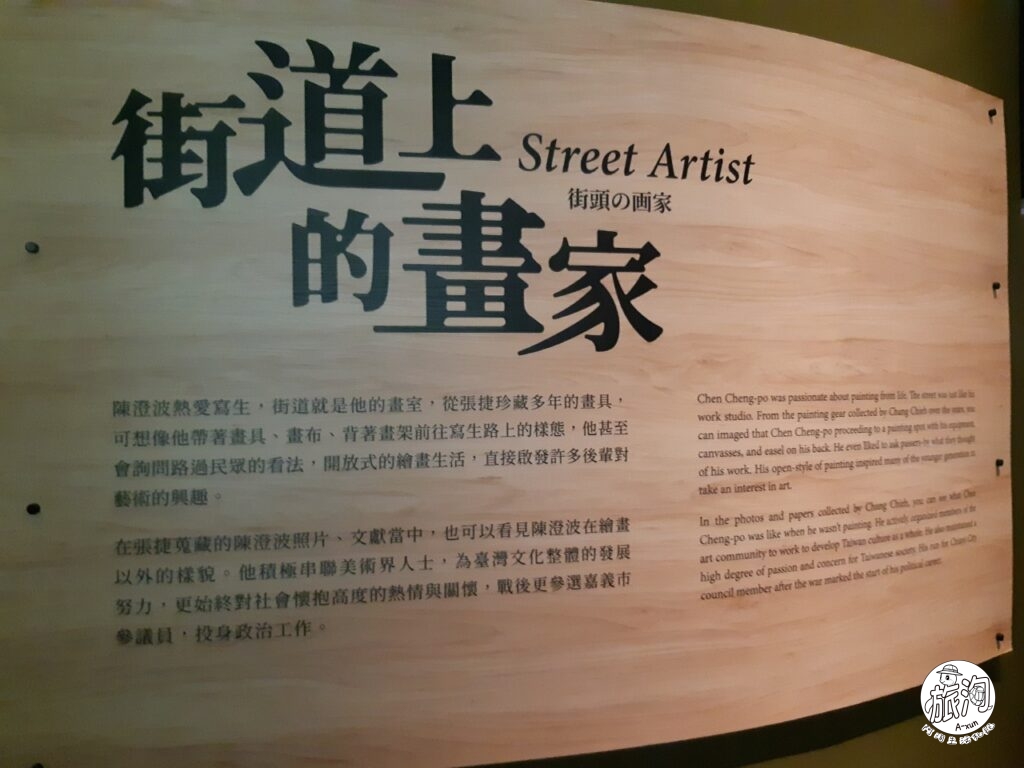 街道上
的畫家
Street Artist
街頭の画家
陳澄波熱愛寫生，街道就是他的畫室，從張捷珍藏多年的畫具，
可想像他帶著畫具、畫布、背著畫架前往寫生路上的樣態，他甚至
會詢問路過民眾的看法，開放式的繪畫生活，直接啟發許多後輩對
藝術的興趣。
在張捷蒐藏的陳澄波照片、文獻當中，也可以看見陳澄波在繪畫
以外的樣貌。他積極串聯美術界人士，為臺灣文化整體的發展
努力，更始終對社會懷抱高度的熱情與關懷，戰後更參選嘉義市
參議員，投身政治工作。
Chen Cheng-po was passionate about painting from life. The street was just like his
work studio. From the painting gear collected by Chang Chieh over the years, you
can imaged that Chen Cheng-po proceeding to a painting spot with his equipment,
canvasses, and easel on his back. He even liked to ask passers-by what they thought
of his work. His open-style of painting inspired many of the younger generation to
take an interest in art.
In the photos and papers collected by Chang Chieh, you can see what Chen
Cheng-po was like when he wasn't painting. He actively organized members of the
art community to work to develop Taiwan culture as a whole. He also maintained a
high degree of passion and concern for Taiwanese society. His run for Chiayi City
council member after the war marked the start of his political career.
旅淘
A-xun